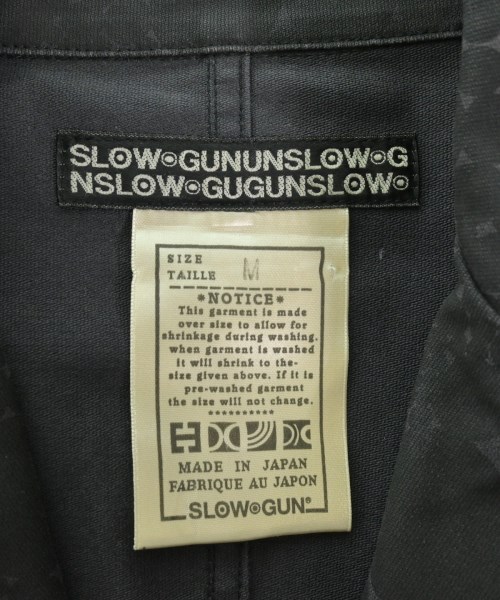 SLOW⊙GUNUNSLOW⊙G
NSLOW⊙GUGUNSLOW⊙
SIZE
TAILLE M
*NOTICE*
This garment is made
over size to allow for
shrinkage during washing.
when garment is washed
it will shrink to the-
size given above. If it is
pre-washed garment
the size will not change.
**********
MADE IN JAPAN
FABRIQUE AU JAPON
SLOW⊙GUN®